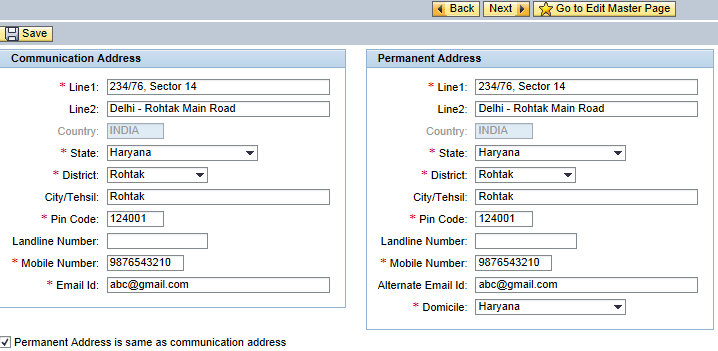 Back Next Go to Edit Master Page
Save
Communication Address
* Line1: 234/76, Sector 14
Line2: Delhi - Rohtak Main Road
Country: INDIA
* State: Haryana
* District: Rohtak
City/Tehsil: Rohtak
* Pin Code: 124001
Landline Number:
* Mobile Number: 9876543210
* Email Id: abc@gmail.com
Permanent Address
* Line1: 234/76, Sector 14
Line2: Delhi - Rohtak Main Road
Country: INDIA
* State: Haryana
* District: Rohtak
City/Tehsil: Rohtak
* Pin Code: 124001
Landline Number:
* Mobile Number: 9876543210
Alternate Email Id: abc@gmail.com
* Domicile: Haryana
Permanent Address is same as communication address